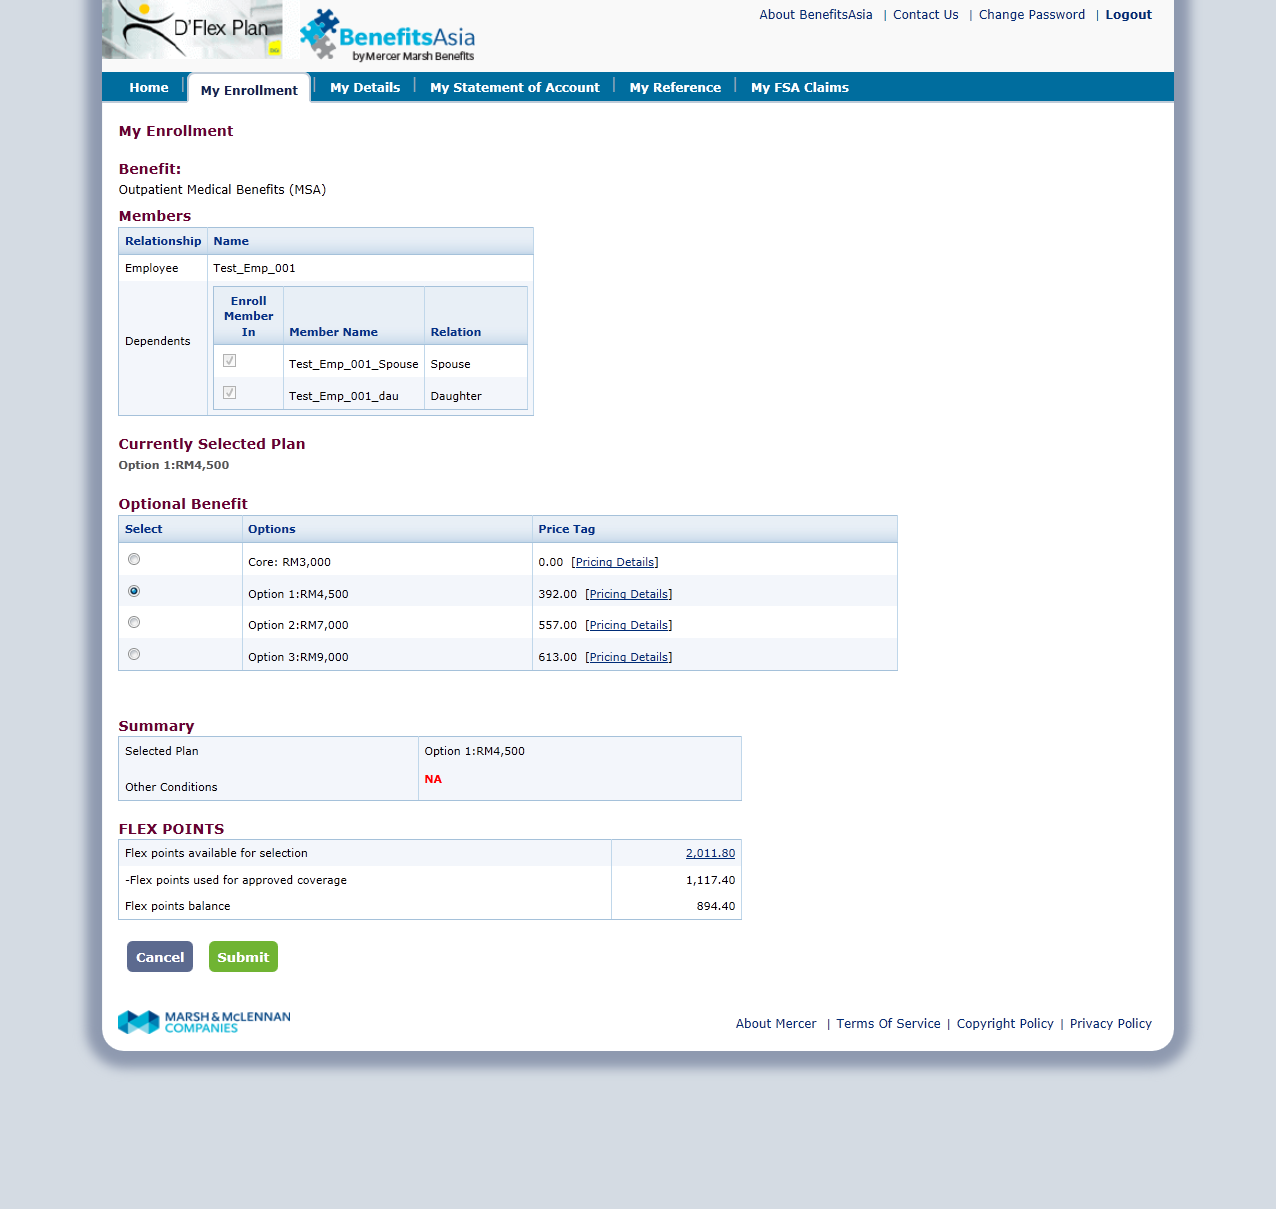 D'Flex Plan
BenefitsAsia
by Mercer Marsh Benefits
About BenefitsAsia | Contact Us | Change Password | Logout
Home | My Enrollment | My Details | My Statement of Account | My Reference | My FSA Claims
My Enrollment
Benefit:
Outpatient Medical Benefits (MSA)
Members
Relationship Name
Employee Test_Emp_001
Dependents
Enroll Member In Member Name Relation
Test_Emp_001_Spouse Spouse
Test_Emp_001_dau Daughter
Currently Selected Plan
Option 1:RM4,500
Optional Benefit
Select Options Price Tag
Core: RM3,000 0.00 [Pricing Details]
Option 1:RM4,500 392.00 [Pricing Details]
Option 2:RM7,000 557.00 [Pricing Details]
Option 3:RM9,000 613.00 [Pricing Details]
Summary
Selected Plan Option 1:RM4,500
Other Conditions NA
FLEX POINTS
Flex points available for selection 2,011.80
-Flex points used for approved coverage 1,117.40
Flex points balance 894.40
Cancel Submit
MARSH & McLENNAN
COMPANIES
About Mercer | Terms Of Service | Copyright Policy | Privacy Policy